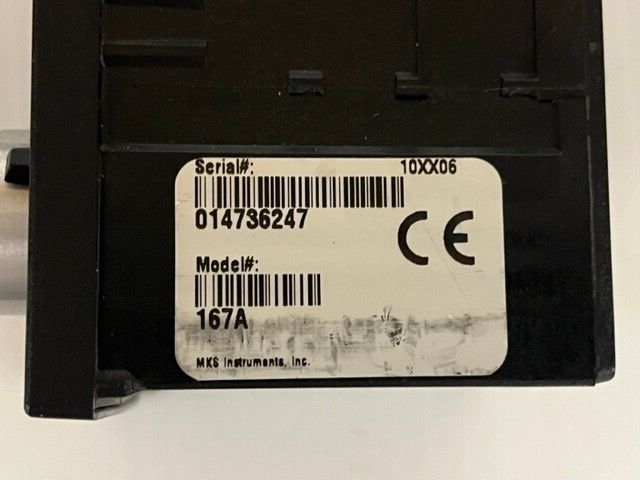 Serial#: 10XX06
014736247
CE
Model#:
167A
MKS Instruments, Inc.